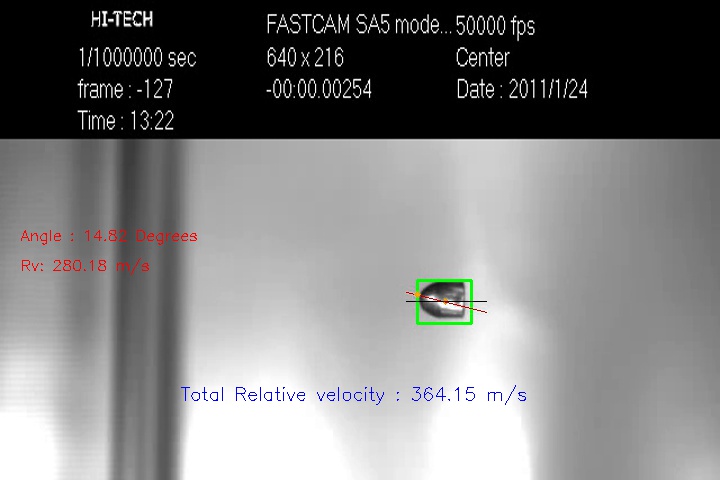 HI-TECH FASTCAM SA5 mode... 50000 fps
1/1000000 sec 640 x 216 Center
frame : -127 -00:00.00254 Date : 2011/1/24
Time : 13:22
Angle : 14.82 Degrees
Rv: 280.18 m/s
Total Relative velocity : 364.15 m/s